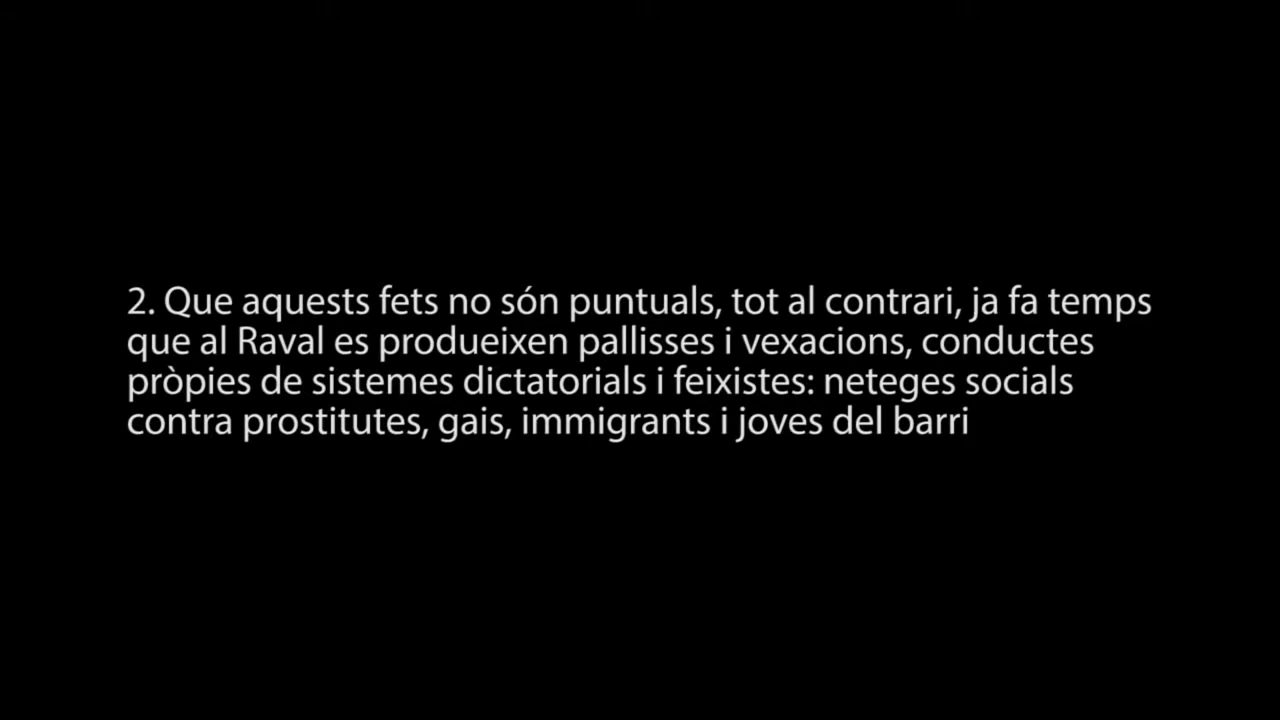 2. Que aquests fets no són puntuals, tot al contrari, ja fa temps
que al Raval es produeixen pallisses i vexacions, conductes
pròpies de sistemes dictatorials i feixistes: neteges socials
contra prostitutes, gais, immigrants i joves del barri